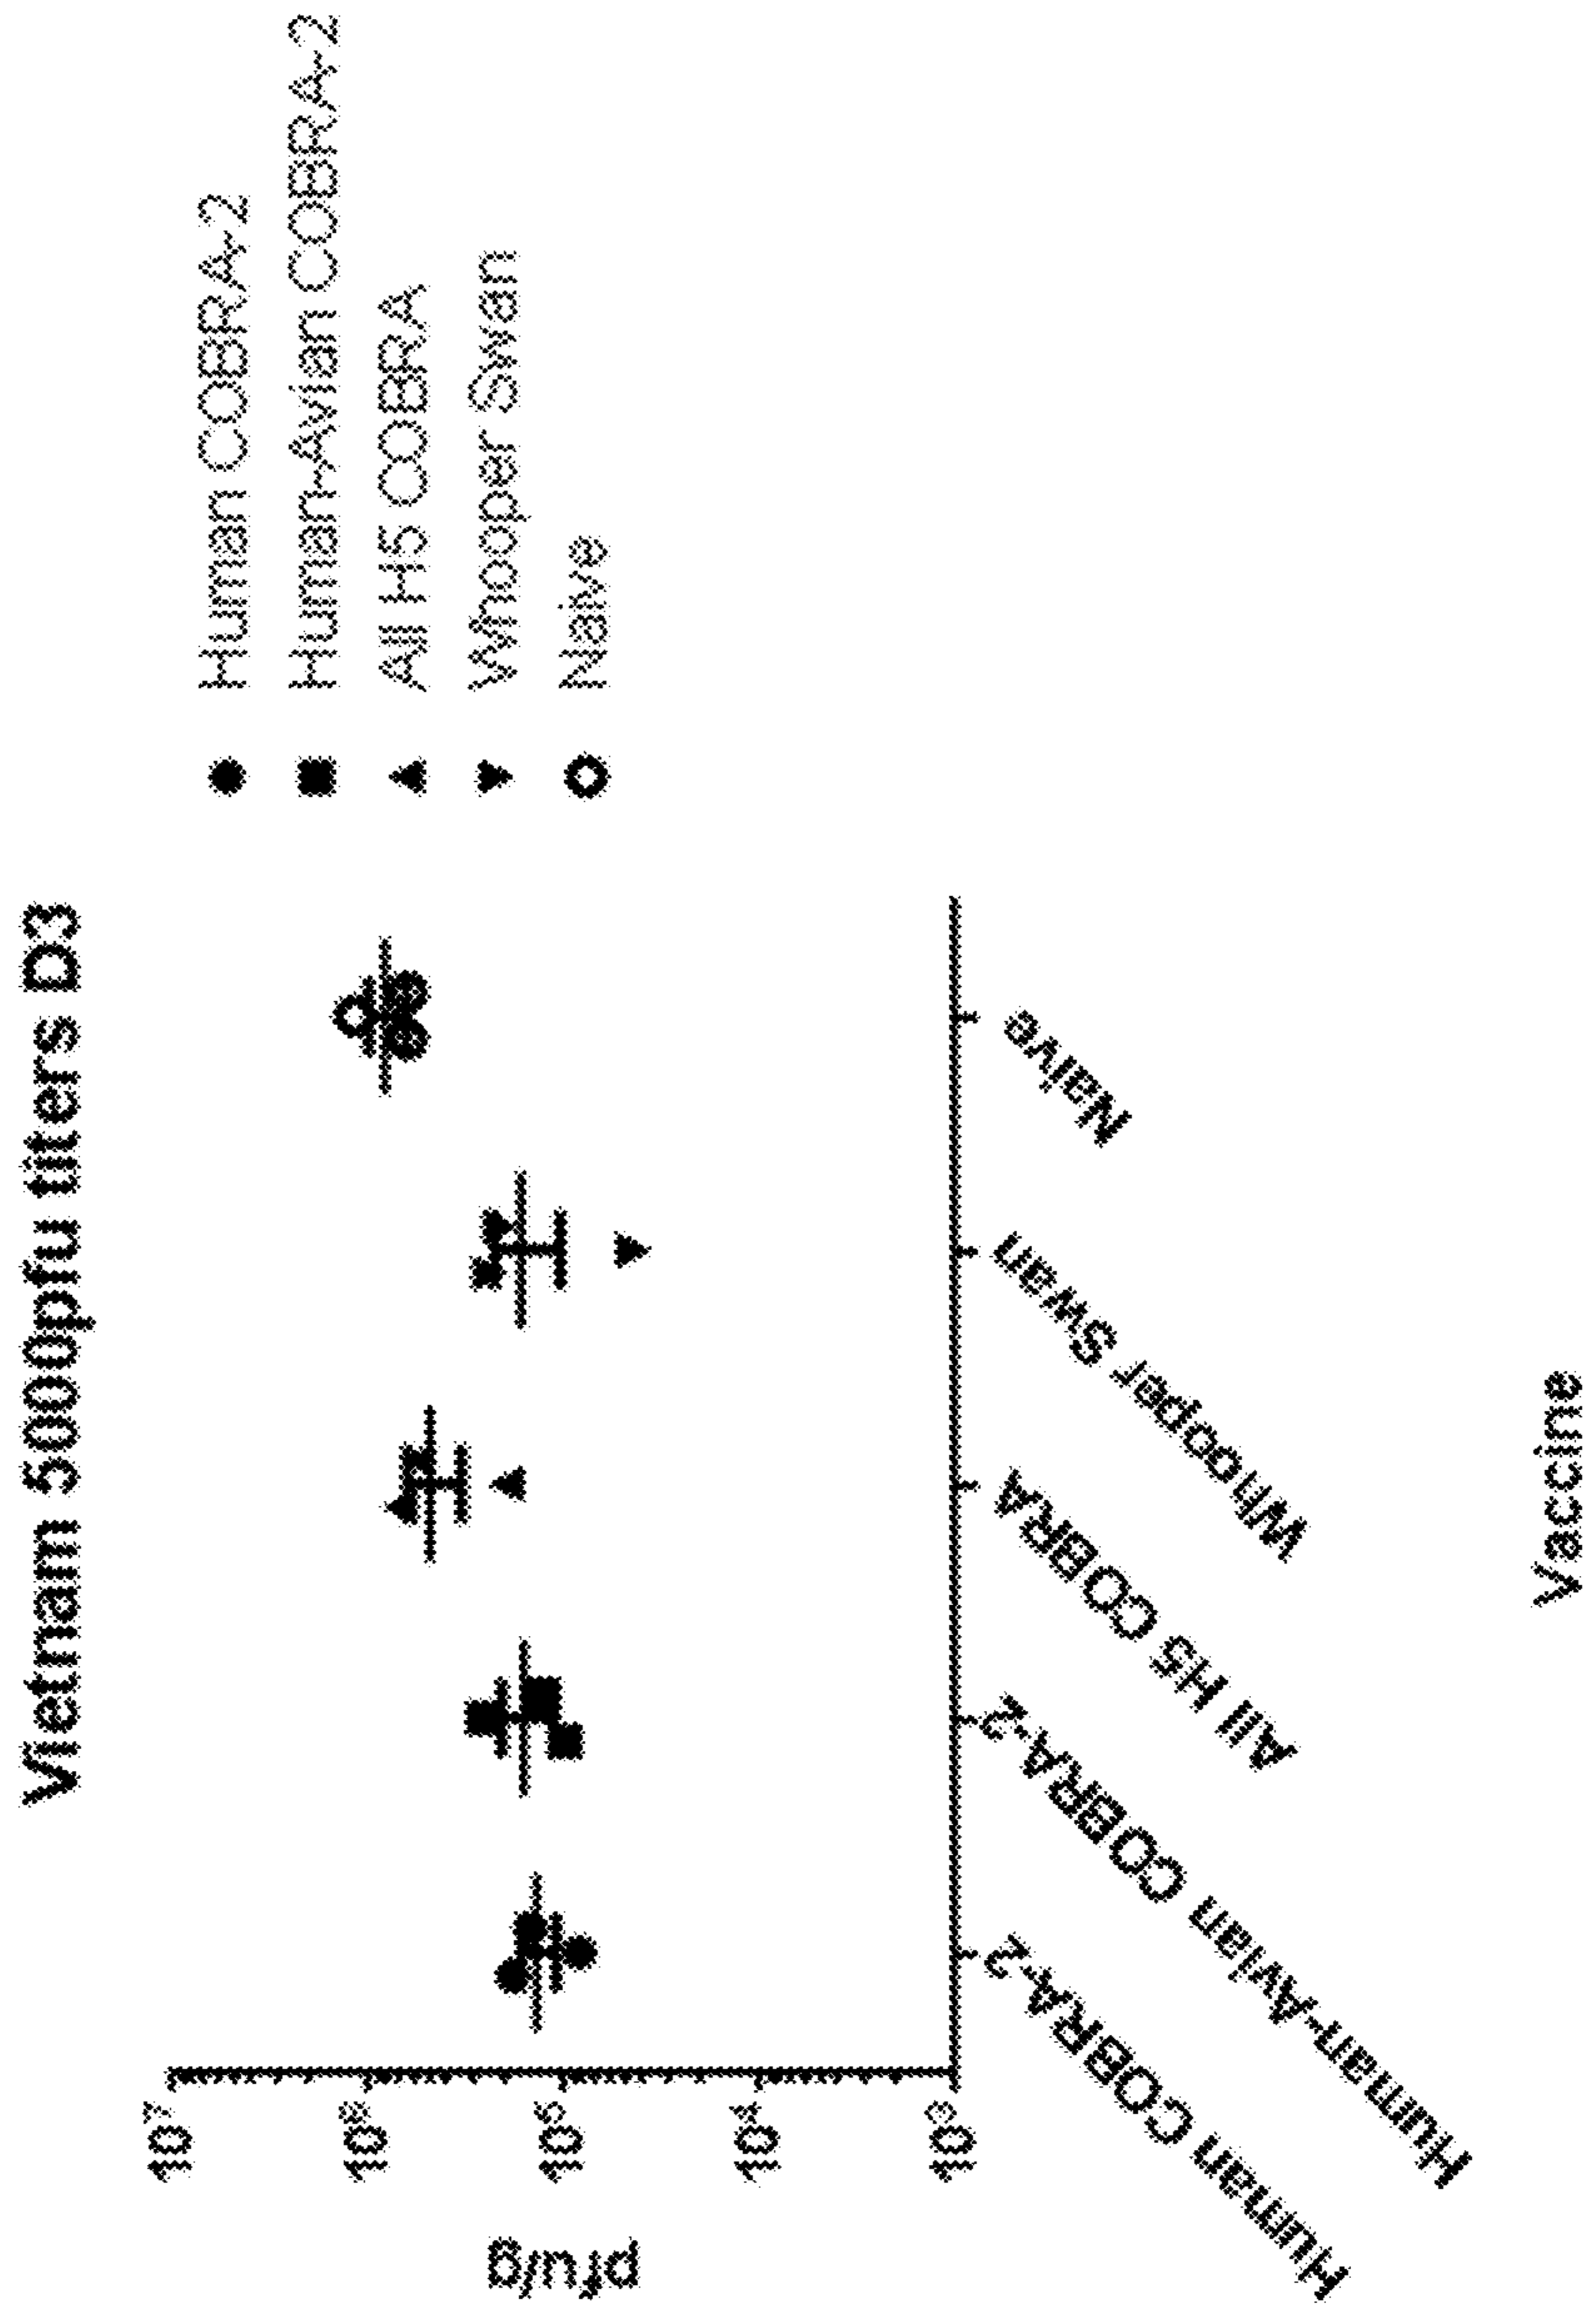 Vietnam 5000pfu titers D3
Human COBRA-2
Human-Avian COBRA-2
All H5 COBRA
Whooper Swan
Naive
pfu/g
10⁷
10⁶
10⁵
10⁴
10³
Human COBRA-2
Human-Avian COBRA-2
All H5 COBRA
Whooper Swan
Naive
Vaccine